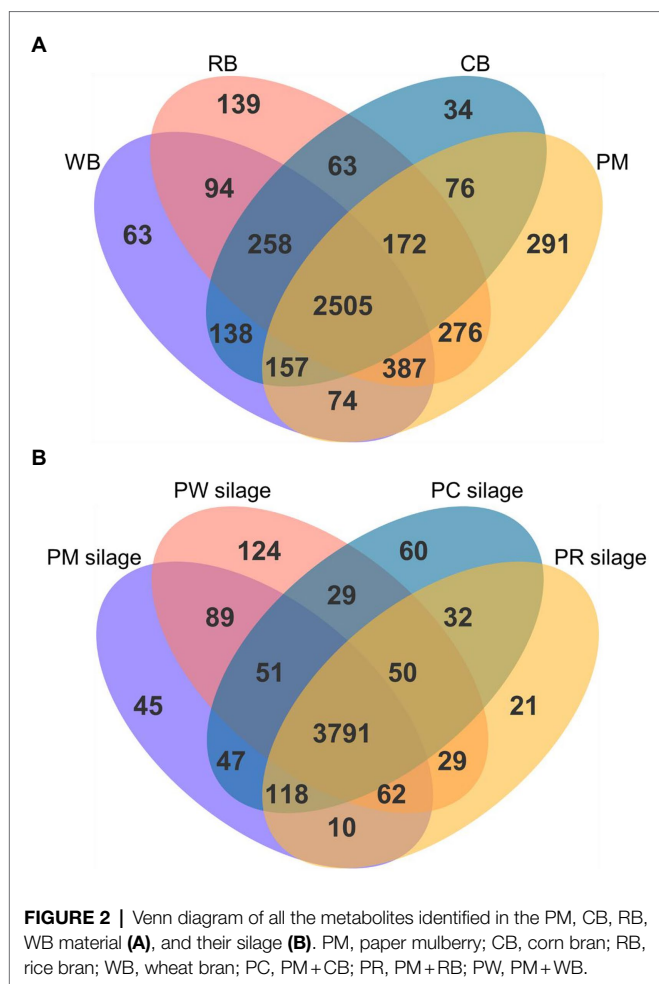 A
RB
CB
139
34
WB
63
PM
94
76
63
258
172
291
2505
138
276
157
387
74
B
PW silage
PC silage
PM silage
124
60
PR silage
29
89
32
51
50
45
21
3791
47
29
118
62
10
FIGURE 2 | Venn diagram of all the metabolites identified in the PM, CB, RB,
WB material (A), and their silage (B). PM, paper mulberry; CB, corn bran; RB,
rice bran; WB, wheat bran; PC, PM+CB; PR, PM+RB; PW, PM+WB.